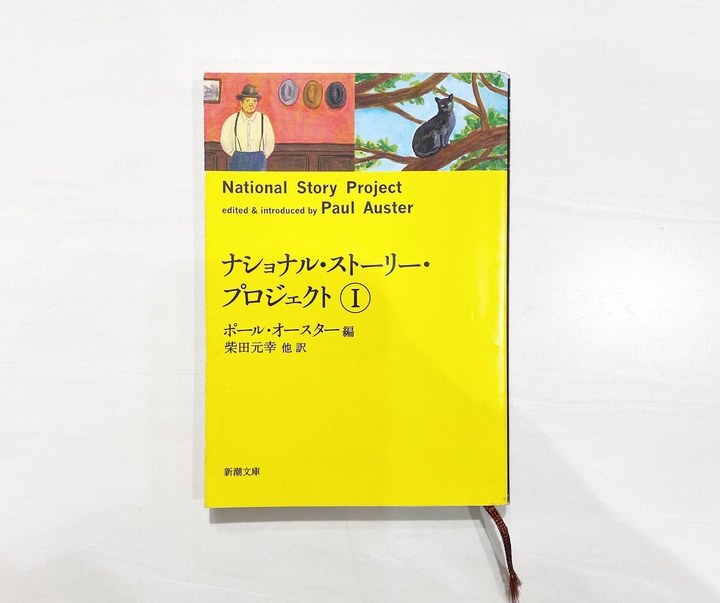 National Story Project
edited & introduced by Paul Auster
ナショナル・ストーリー・
プロジェクト Ⅰ
ポール・オースター 編
柴田元幸 他 訳
新潮文庫